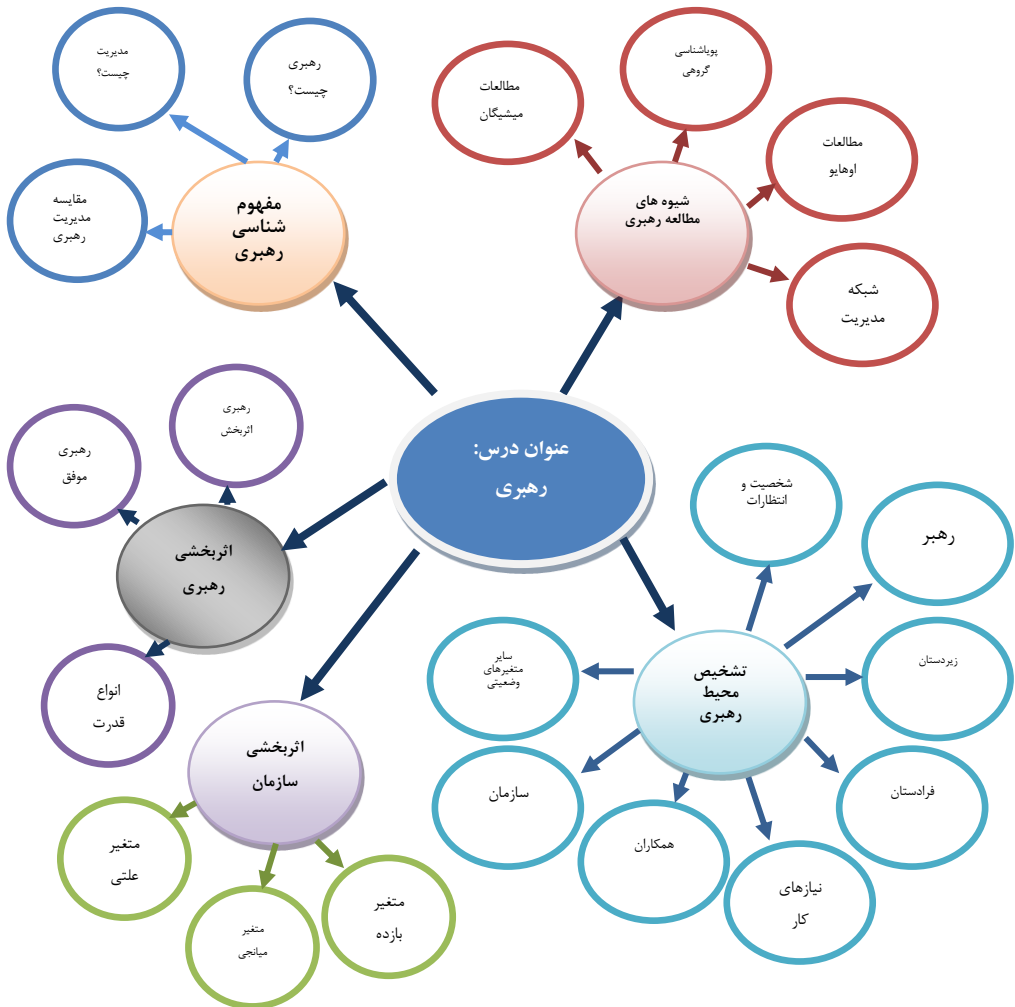 عنوان درس:
رهبری
مفهوم
شناسی
رهبری
رهبری
چیست؟
مدیریت
چیست؟
مقایسه
مدیریت
رهبری
شیوه های
مطالعه رهبری
مطالعات
میشیگان
پویاشناسی
گروهی
مطالعات
اوهایو
شبکه
مدیریت
اثربخشی
رهبری
رهبری
اثربخش
رهبری
موفق
انواع
قدرت
اثربخشی
سازمان
متغیر
علتی
متغیر
میانجی
متغیر
بازده
تشخیص
محیط
رهبری
شخصیت و
انتظارات
رهبر
زیردستان
فرادستان
نیازهای
کار
همکاران
سازمان
سایر
متغیرهای
وضعیتی